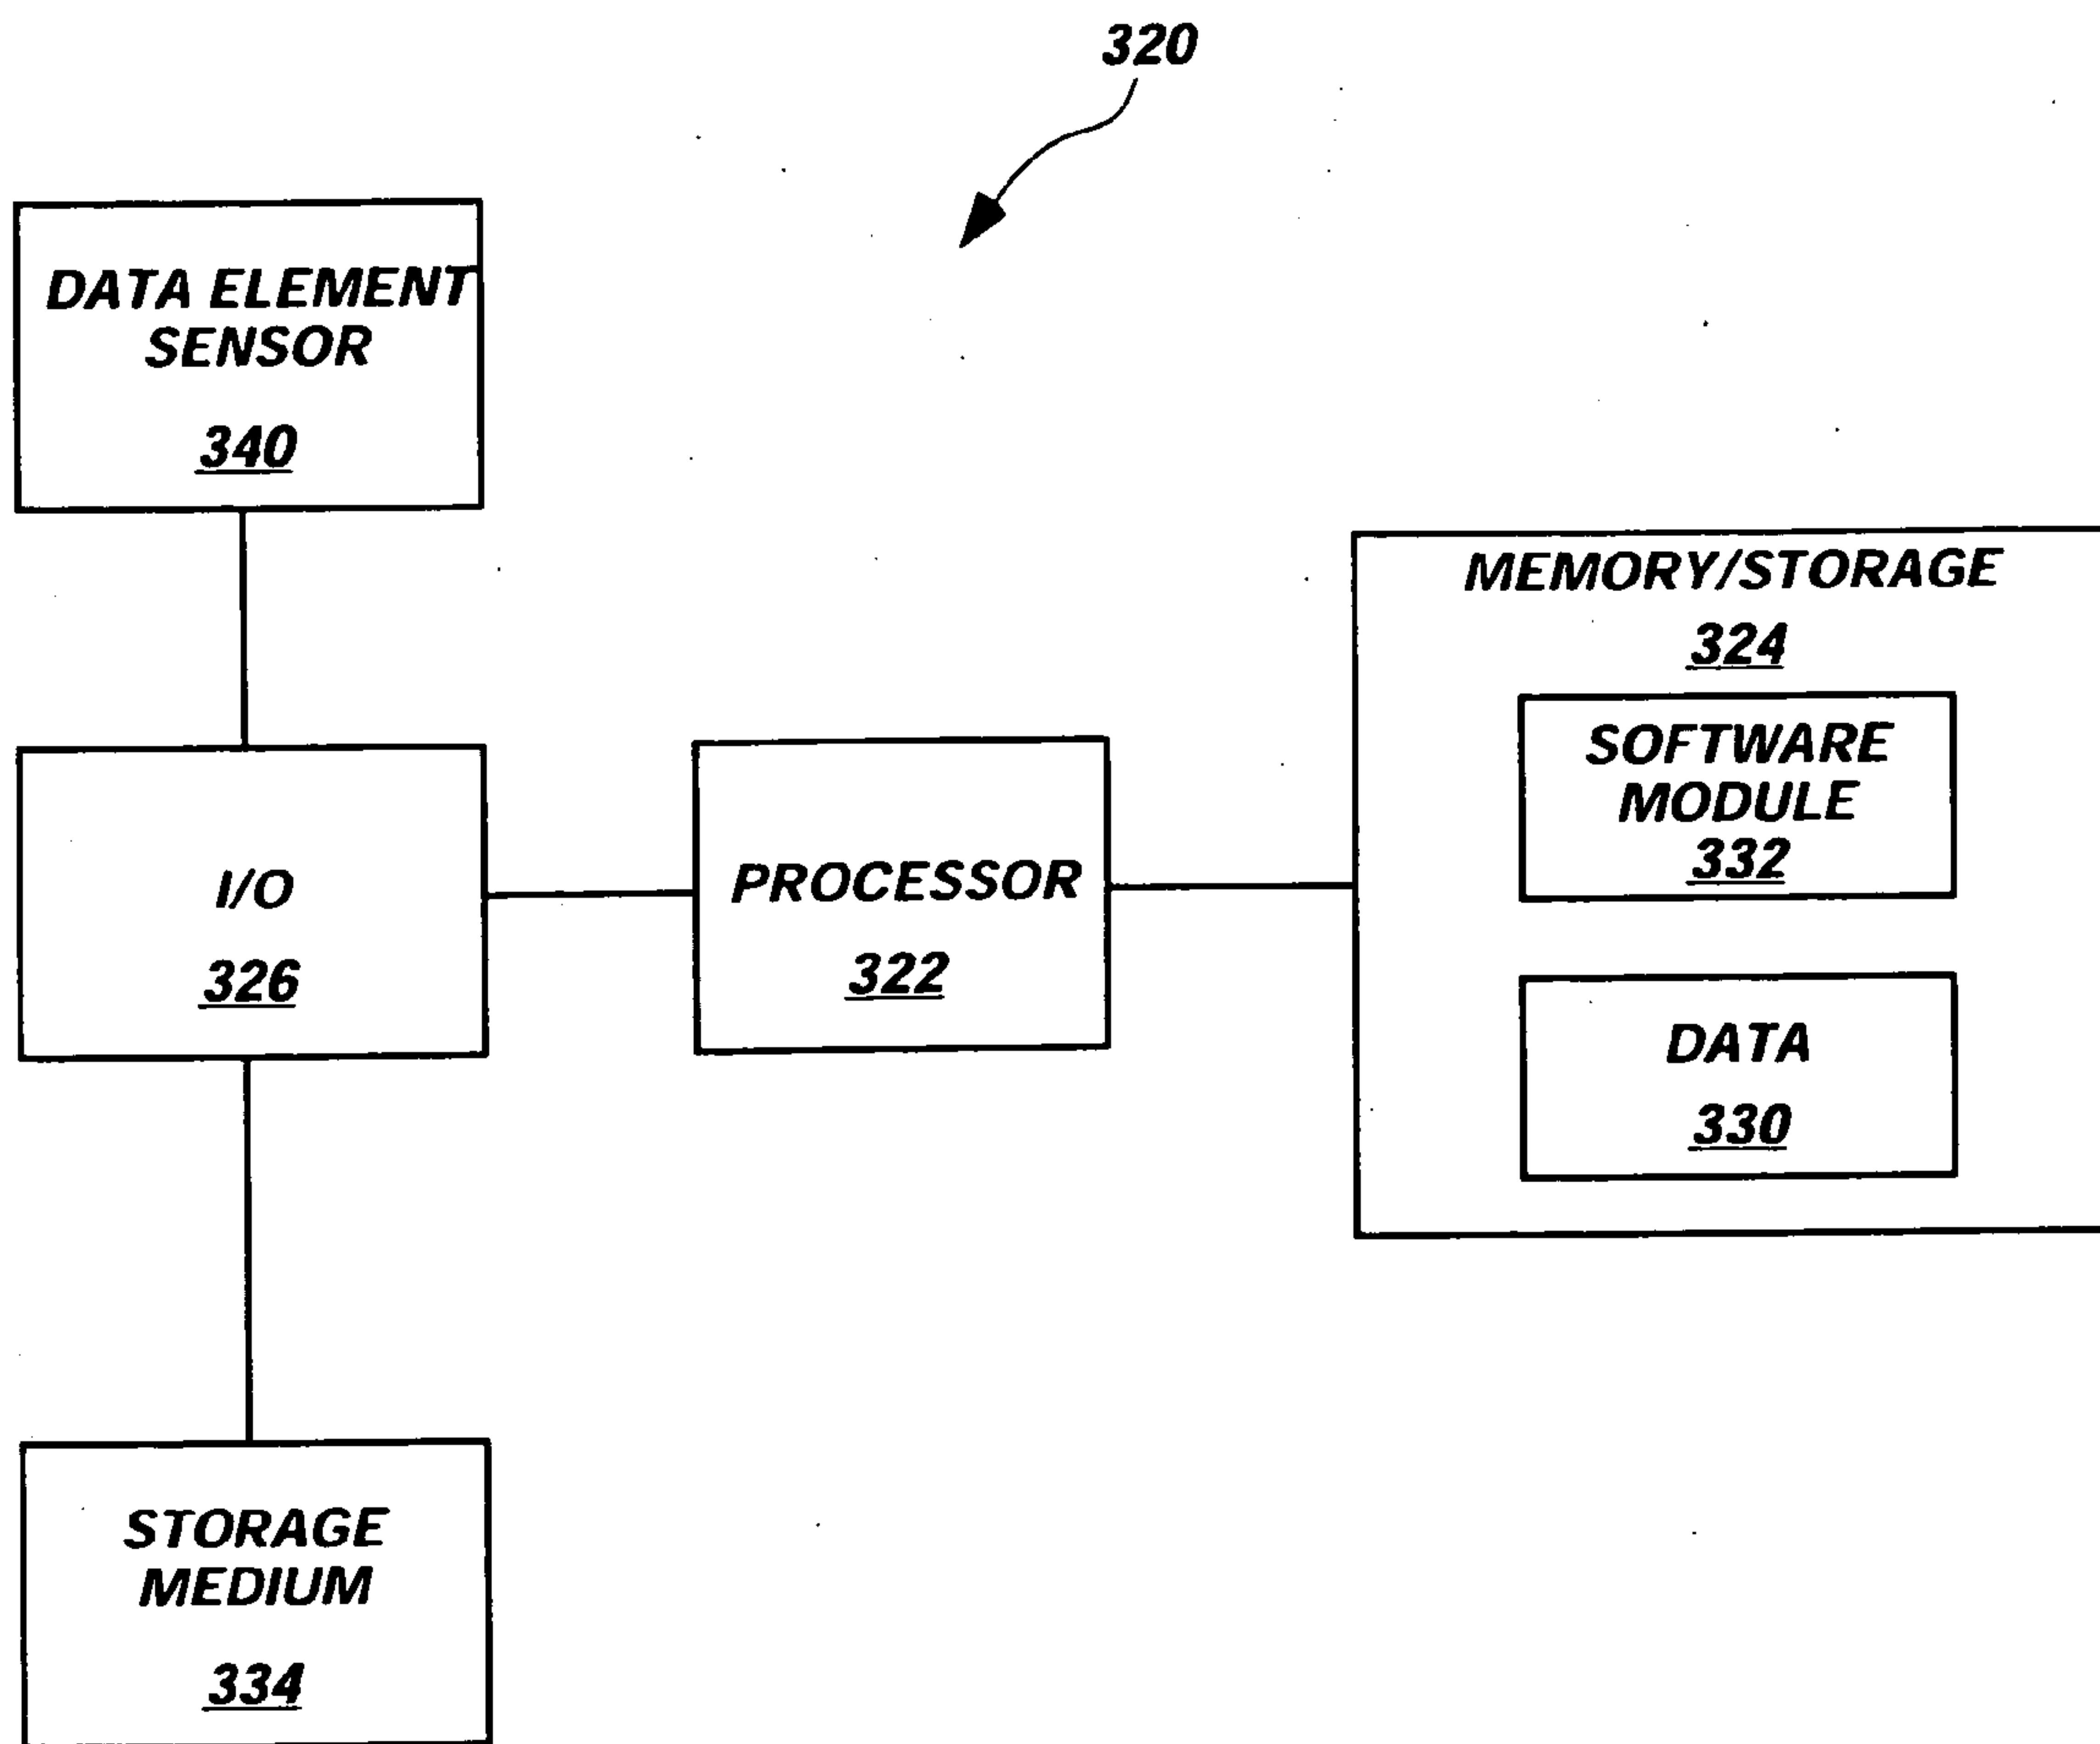 320
DATA ELEMENT
SENSOR
340
MEMORY/STORAGE
324
SOFTWARE
MODULE
332
I/O
326
PROCESSOR
322
DATA
330
STORAGE
MEDIUM
334